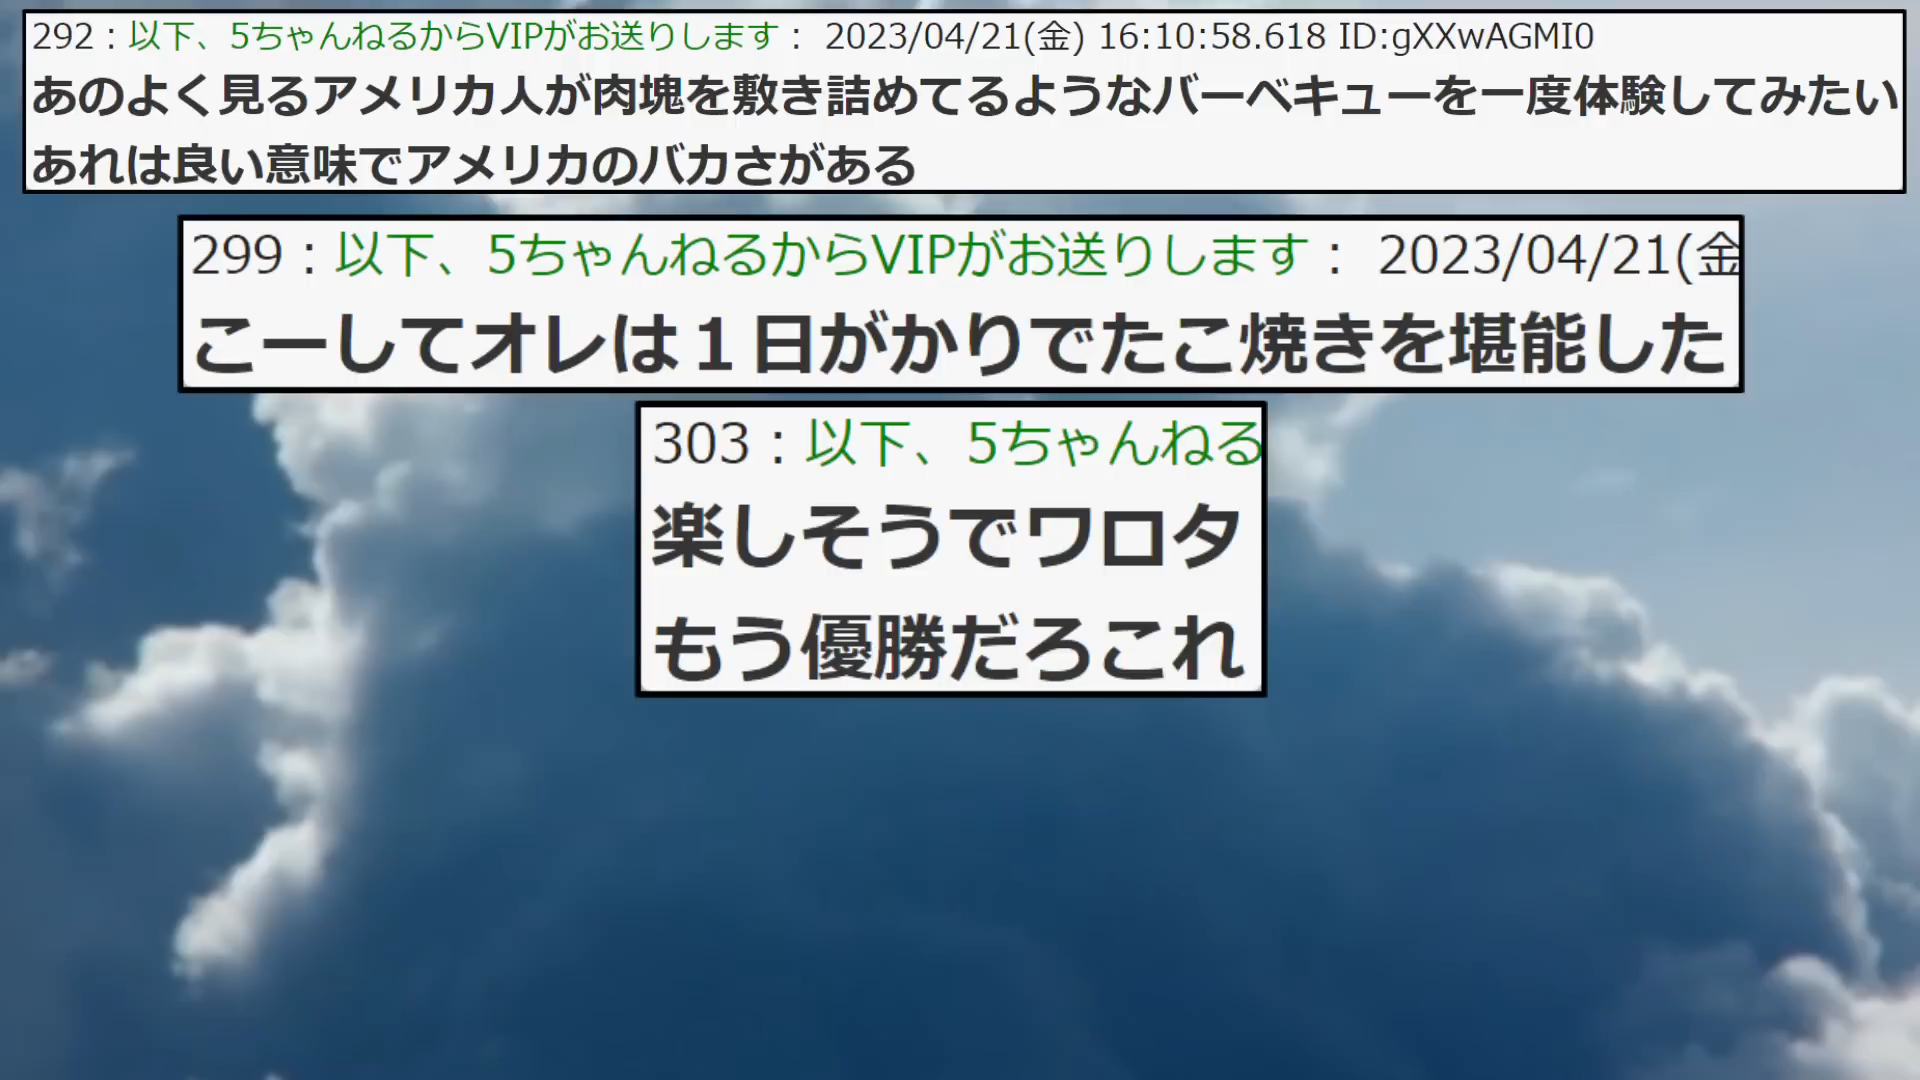 292：以下、5ちゃんねるからVIPがお送りします： 2023/04/21(金) 16:10:58.618 ID:gXXwAGMI0
あのよく見るアメリカ人が肉塊を敷き詰めてるようなバーベキューを一度体験してみたい
あれは良い意味でアメリカのバカさがある
299：以下、5ちゃんねるからVIPがお送りします： 2023/04/21(金
こーしてオレは１日がかりでたこ焼きを堪能した
303：以下、5ちゃんねる
楽しそうでワロタ
もう優勝だろこれ